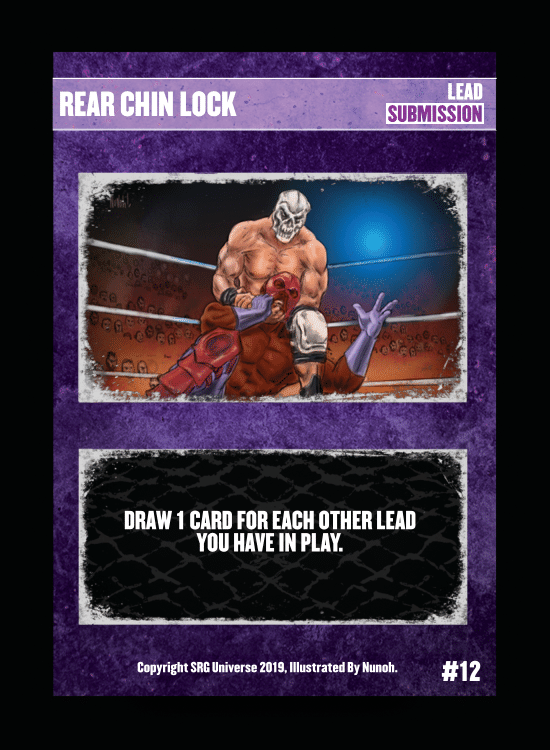 REAR CHIN LOCK
LEAD
SUBMISSION
DRAW 1 CARD FOR EACH OTHER LEAD
YOU HAVE IN PLAY.
Copyright SRG Universe 2019, Illustrated By Nunoh.
#12